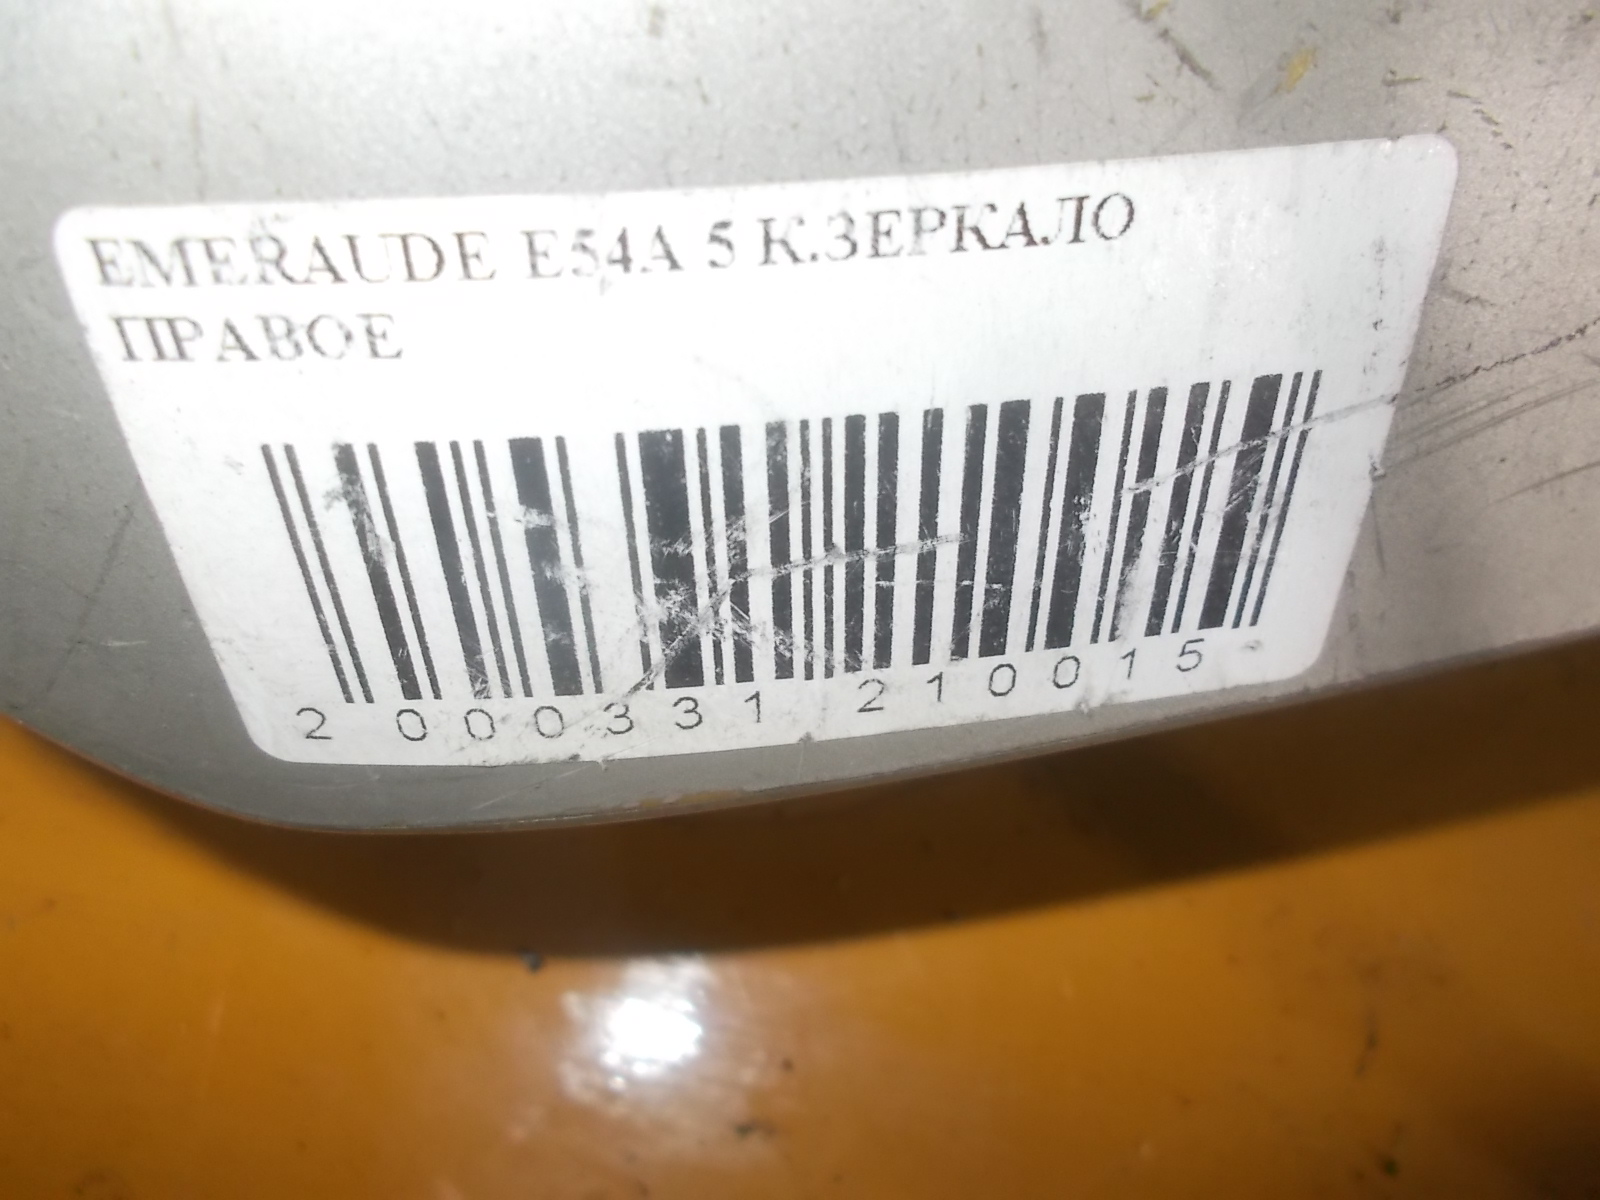 EMERAUDE E54A 5 К.ЗЕРКАЛО
ПРАВОЕ
2 000331 210015